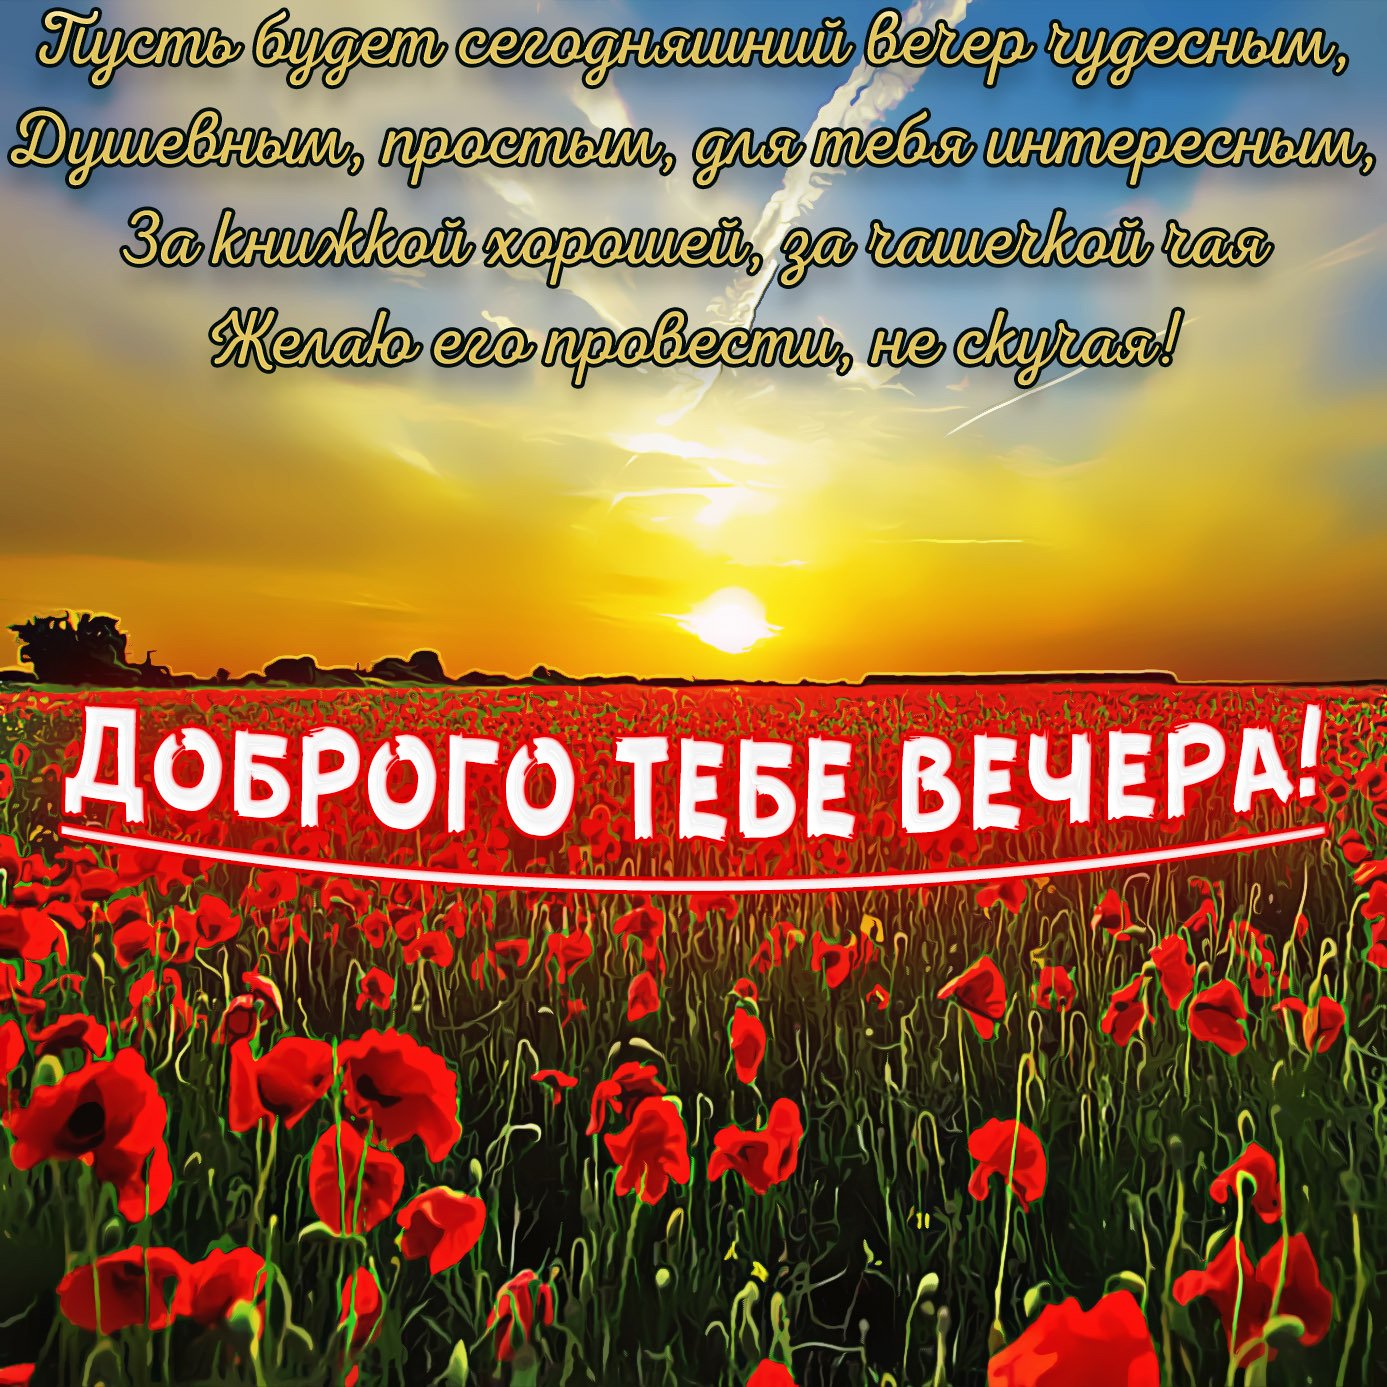 Пусть будет сегодняшний вечер чудесным,
Душевным, простым, для тебя интересным,
За книжкой хорошей, за чашечкой чая
Желаю его провести, не скучая!
ДОБРОГО ТЕБЕ ВЕЧЕРА!